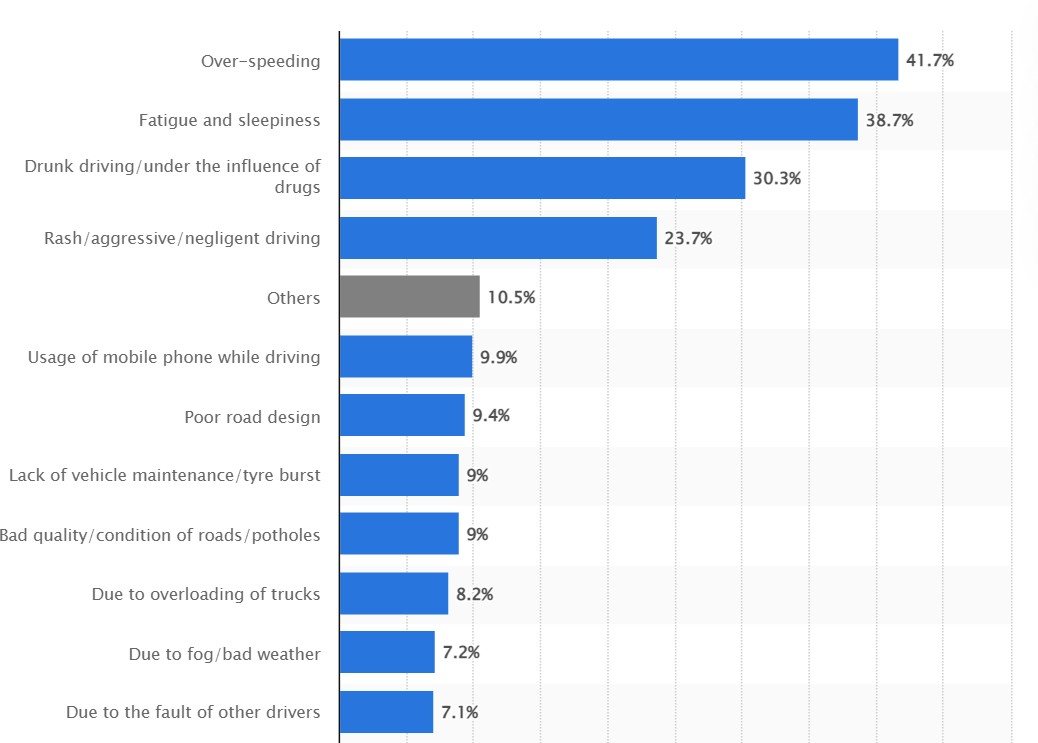 Over-speeding
41.7%
Fatigue and sleepiness
38.7%
Drunk driving/under the influence of
drugs
30.3%
Rash/aggressive/negligent driving
23.7%
Others
10.5%
Usage of mobile phone while driving
9.9%
Poor road design
9.4%
Lack of vehicle maintenance/tyre burst
9%
Bad quality/condition of roads/potholes
9%
Due to overloading of trucks
8.2%
Due to fog/bad weather
7.2%
Due to the fault of other drivers
7.1%